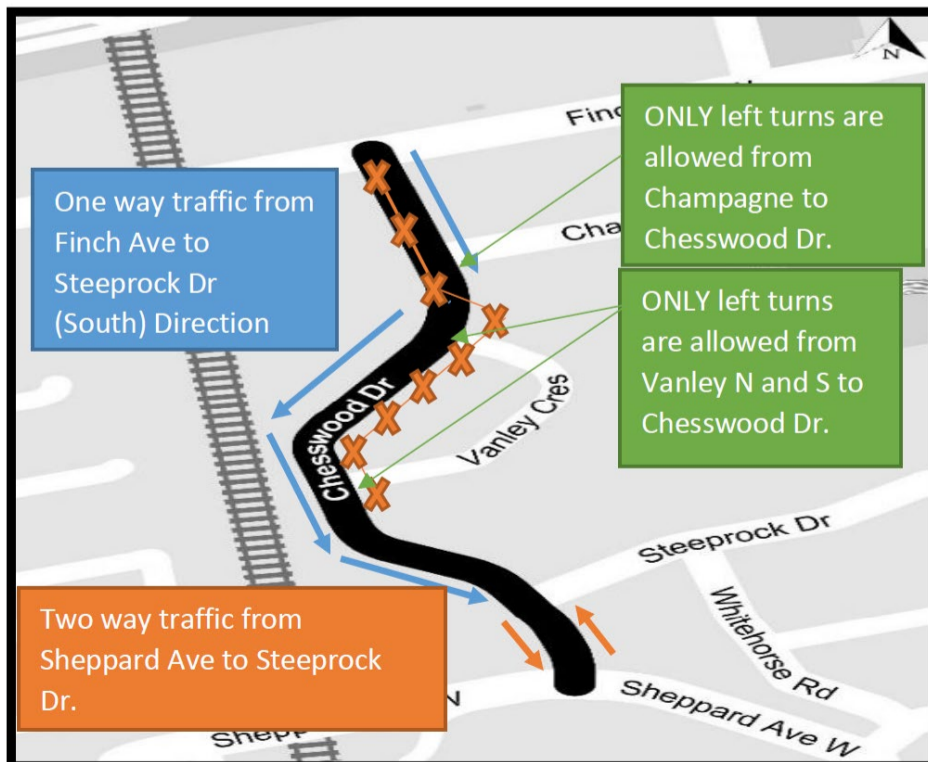 N
Fin
ONLY left turns are
allowed from
Champagne to
Chesswood Dr.
One way traffic from
Finch Ave to
Steeprock Dr
(South) Direction
Cha
ONLY left turns
are allowed from
Vanley N and S to
Chesswood Dr.
Chesswood Dr
Vanley Cres
Steeprock Dr
Whitehorse Rd
Two way traffic from
Sheppard Ave to Steeprock
Dr.
Sheppard Ave W